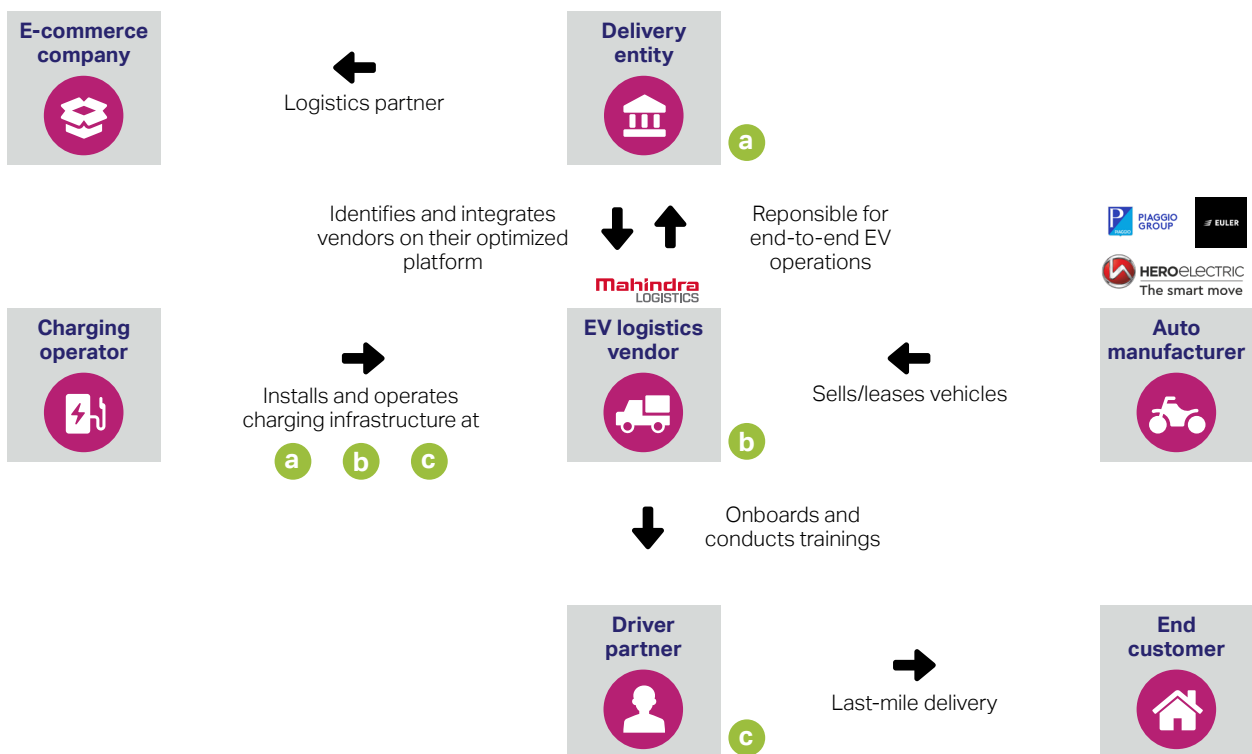 E-commerce
company
Logistics partner
Delivery
entity
a
Identifies and integrates
vendors on their optimized
platform
Reponsible for
end-to-end EV
operations
Mahindra
LOGISTICS
P
PIAGGIO
PIAGGIO
GROUP
EULER
HEROELECTRIC
The smart move
Charging
operator
Installs and operates
charging infrastructure at
a b c
EV logistics
vendor
b
Sells/leases vehicles
Auto
manufacturer
Onboards and
conducts trainings
Driver
partner
c
Last-mile delivery
End
customer